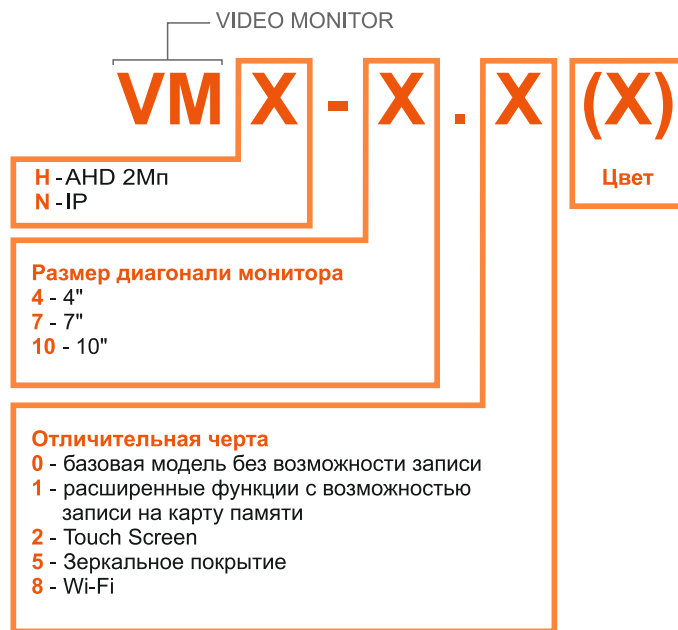 VIDEO MONITOR
VM X - X . X (X)
H - AHD 2Мп
N - IP
Цвет
Размер диагонали монитора
4 - 4"
7 - 7"
10 - 10"
Отличительная черта
0 - базовая модель без возможности записи
1 - расширенные функции с возможностью
записи на карту памяти
2 - Touch Screen
5 - Зеркальное покрытие
8 - Wi-Fi